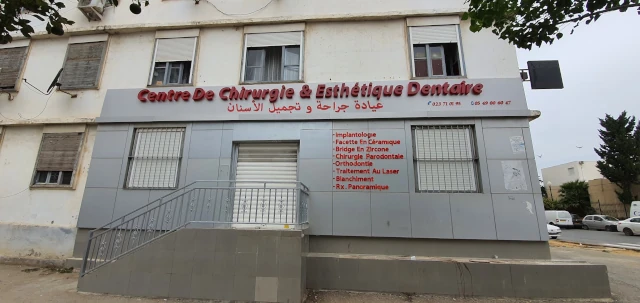 Centre De Chirurgie & Esthétique Dentaire
عيادة جراحة و تجميل الأسنان
- Implantologie
- Facette En Céramique
- Bridge En Zircone
- Chirurgie Parodontale
- Orthodontie
- Traitement Au Laser
- Blanchiment
- Rx. Panoramique